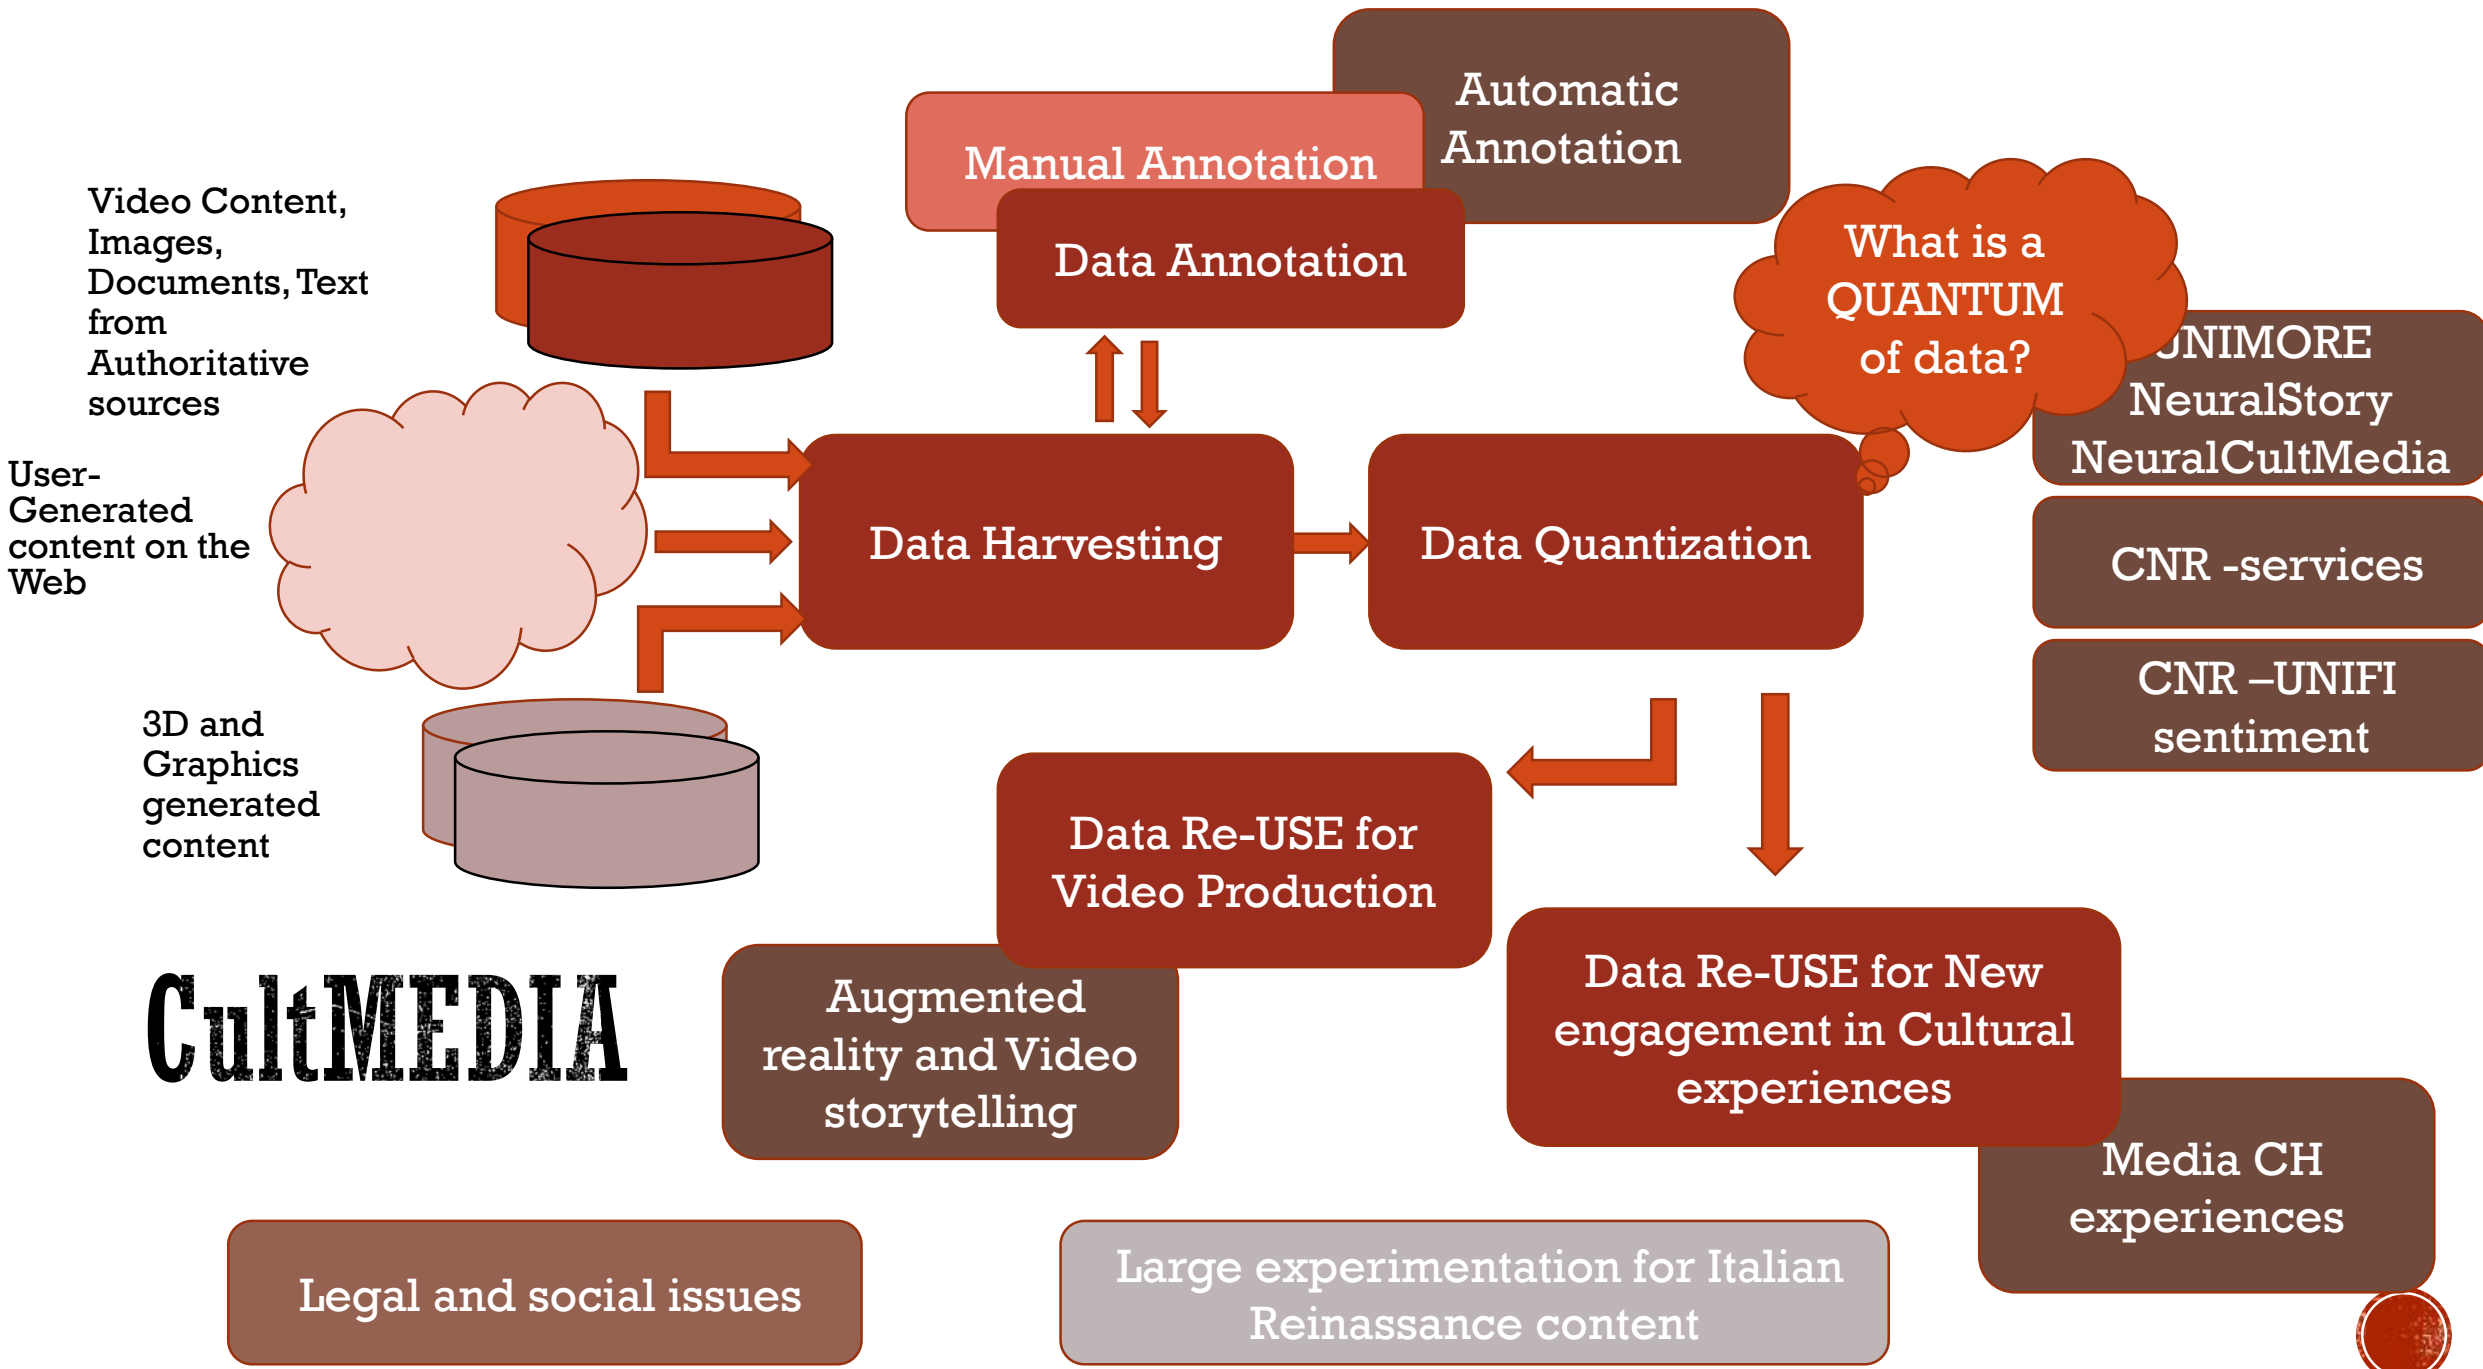 Automatic
Annotation
Manual Annotation
Data Annotation
Video Content,
Images,
Documents, Text
from
Authoritative
sources
What is a
QUANTUM
of data?
UNIMORE
NeuralStory
NeuralCultMedia
User-
Generated
content on the
Web
Data Harvesting
Data Quantization
CNR -services
CNR –UNIFI
sentiment
3D and
Graphics
generated
content
Data Re-USE for
Video Production
Data Re-USE for New
engagement in Cultural
experiences
CultMEDIA
Augmented
reality and Video
storytelling
Media CH
experiences
Legal and social issues
Large experimentation for Italian
Reinassance content